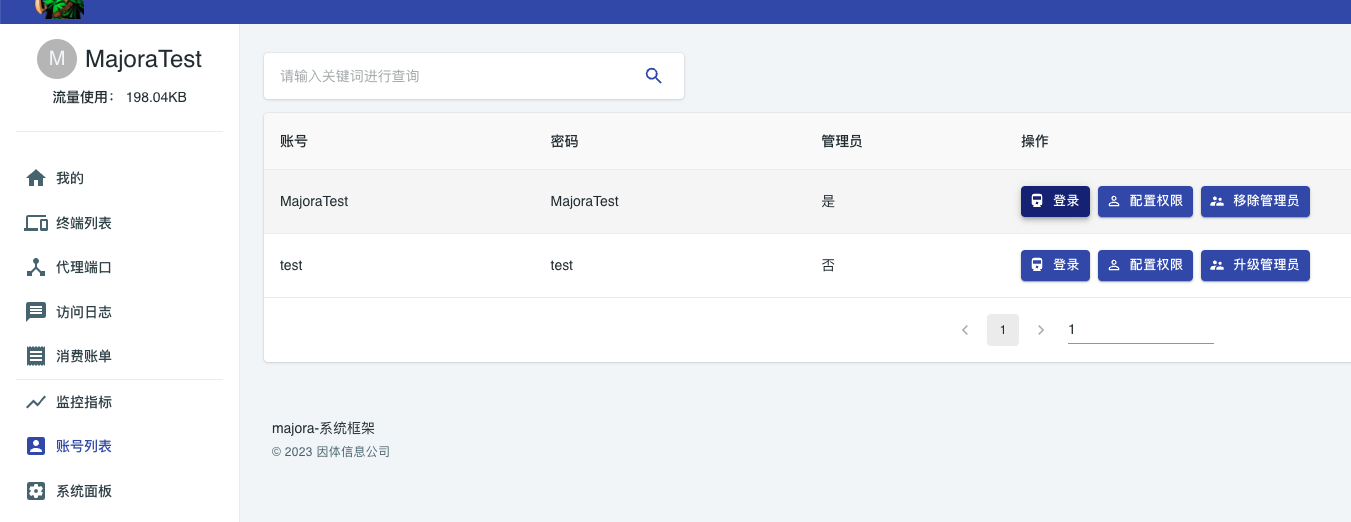 M MajoraTest
流量使用： 198.04KB
我的
终端列表
代理端口
访问日志
消费账单
监控指标
账号列表
系统面板
请输入关键词进行查询
账号 密码 管理员 操作
MajoraTest MajoraTest 是 登录 配置权限 移除管理员
test test 否 登录 配置权限 升级管理员
1 1
majora-系统框架
© 2023 因体信息公司